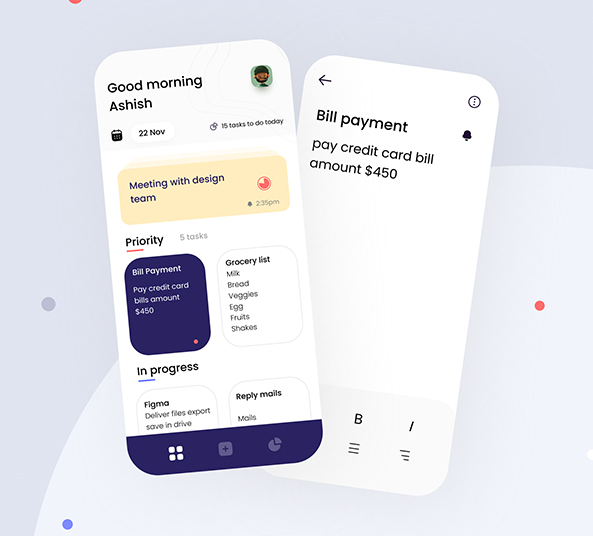 Good morning
Ashish
22 Nov
15 tasks to do today
Meeting with design
team
2:35pm
Priority
5 tasks
Bill Payment
Pay credit card
bills amount
$450
Grocery list
Milk
Bread
Veggies
Egg
Fruits
Shakes
In progress
Figma
Deliver files export
save in drive
Reply mails
Mails
Bill payment
pay credit card bill
amount $450
B
I